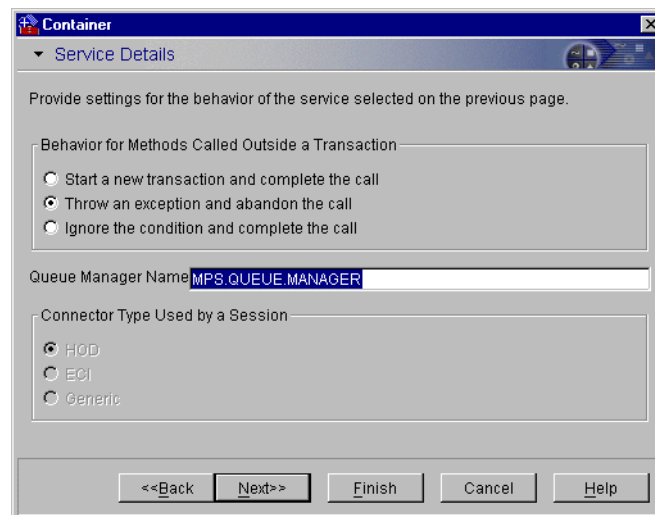 Container
Service Details
Provide settings for the behavior of the service selected on the previous page.
Behavior for Methods Called Outside a Transaction
Start a new transaction and complete the call
Throw an exception and abandon the call
Ignore the condition and complete the call
Queue Manager Name MPS.QUEUE.MANAGER
Connector Type Used by a Session
HOD
ECI
Generic
<<Back Next>> Finish Cancel Help